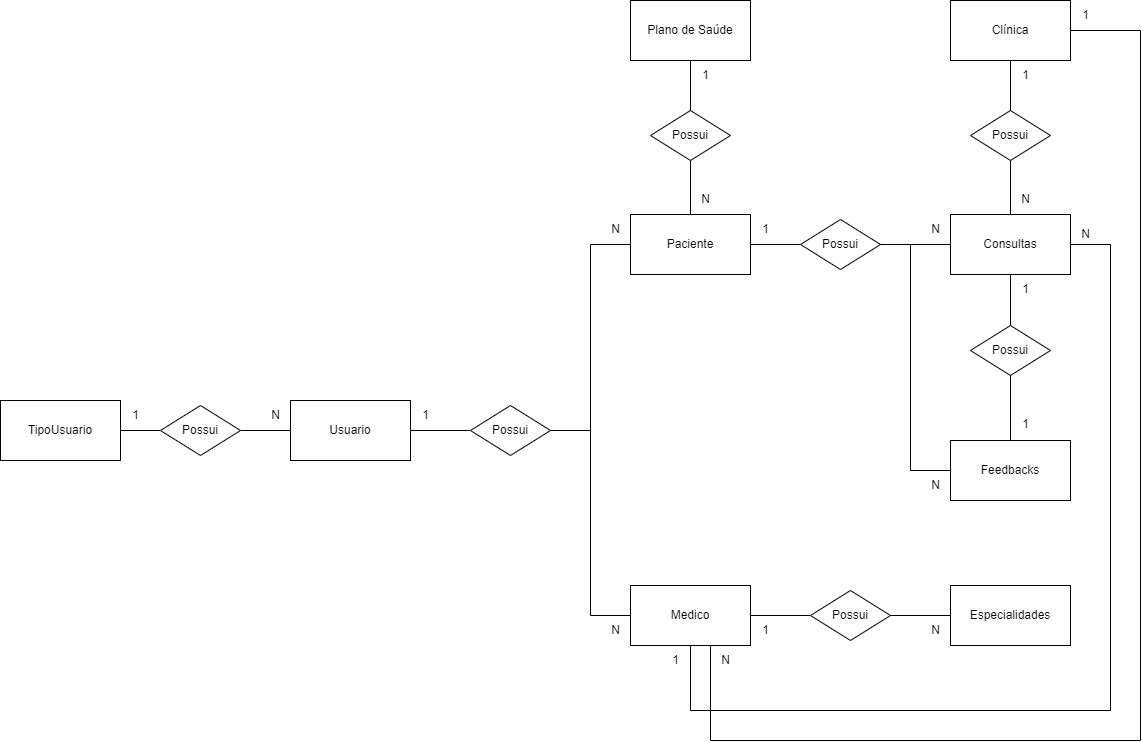 Plano de Saúde
Clínica
1
1
1
Possui
Possui
N
N
N
Paciente
1
Possui
N
Consultas
N
1
Possui
TipoUsuario
1
Possui
N
Usuario
1
Possui
1
Feedbacks
N
Medico
Possui
Especialidades
N
1
N
1
N